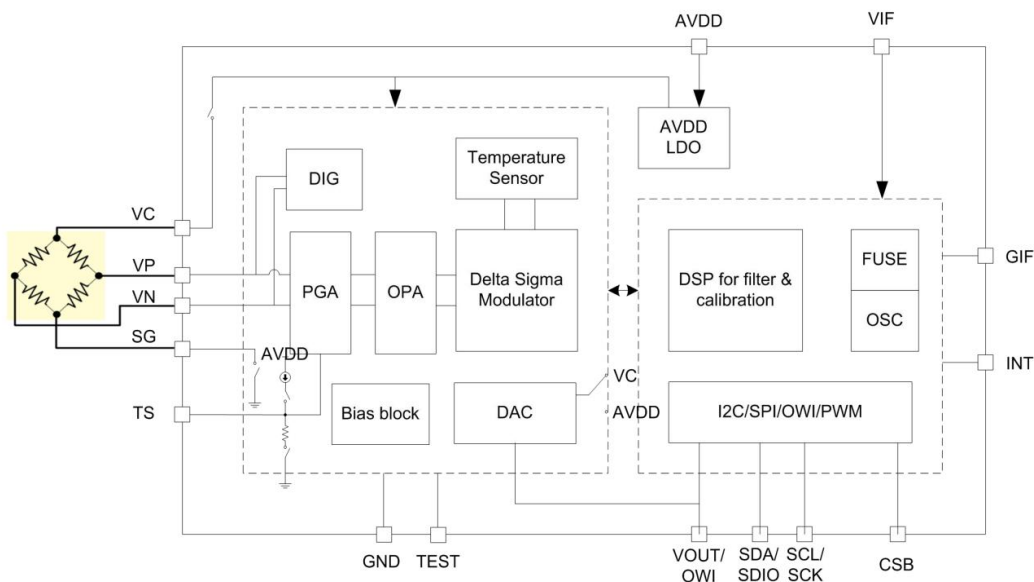 AVDD
VIF
AVDD
LDO
Temperature
Sensor
DIG
VC
VP
VN
SG
TS
PGA
OPA
Delta Sigma
Modulator
DSP for filter &
calibration
FUSE
OSC
GIF
INT
AVDD
Bias block
DAC
VC
AVDD
I2C/SPI/OWI/PWM
GND
TEST
VOUT/
OWI
SDA/
SDIO
SCL/
SCK
CSB